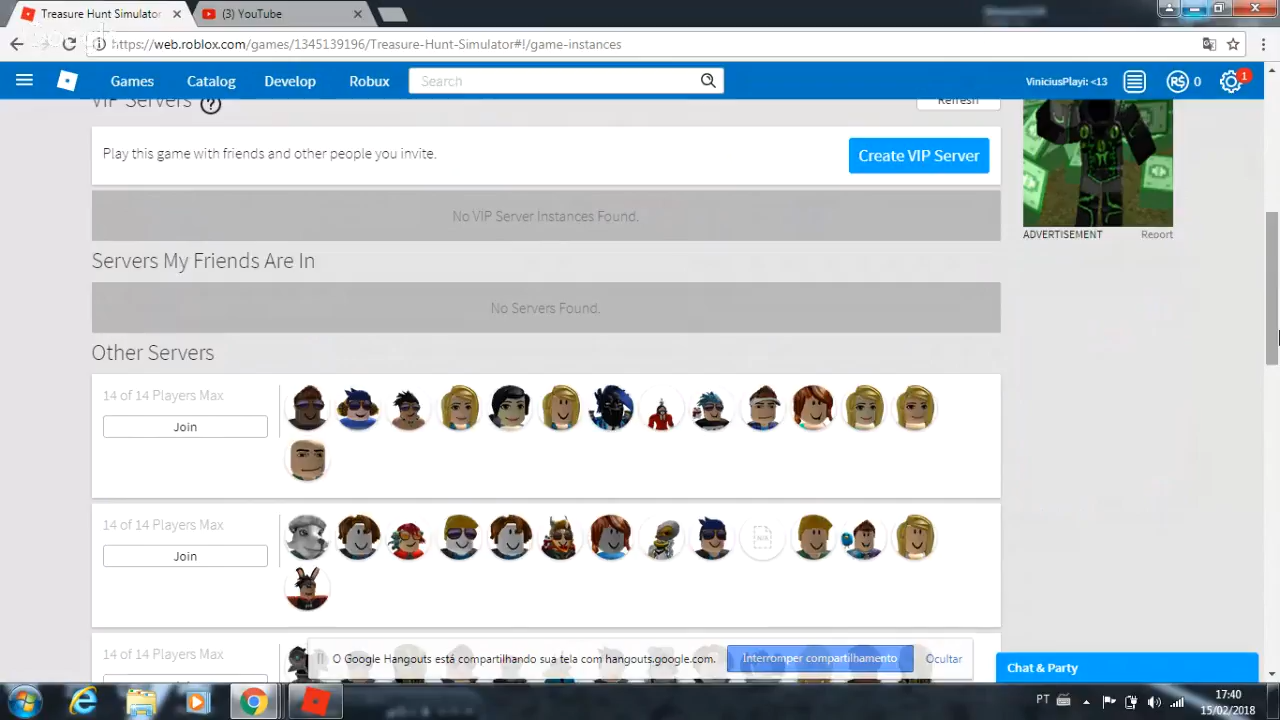 Treasure Hunt Simulator
(3) YouTube
https://web.roblox.com/games/1345139196/Treasure-Hunt-Simulator#!/game-instances
Games
Catalog
Develop
Robux
Search
ViniciusPlayi: <13
R$ 0
1
VIP Servers ?
Refresh
Play this game with friends and other people you invite.
Create VIP Server
No VIP Server Instances Found.
ADVERTISEMENT
Report
Servers My Friends Are In
No Servers Found.
Other Servers
14 of 14 Players Max
Join
14 of 14 Players Max
N/A
Join
14 of 14 Players Max
O Google Hangouts está compartilhando sua tela com hangouts.google.com.
Interromper compartilhamento
Ocultar
Chat & Party
PT
17:40
15/02/2018